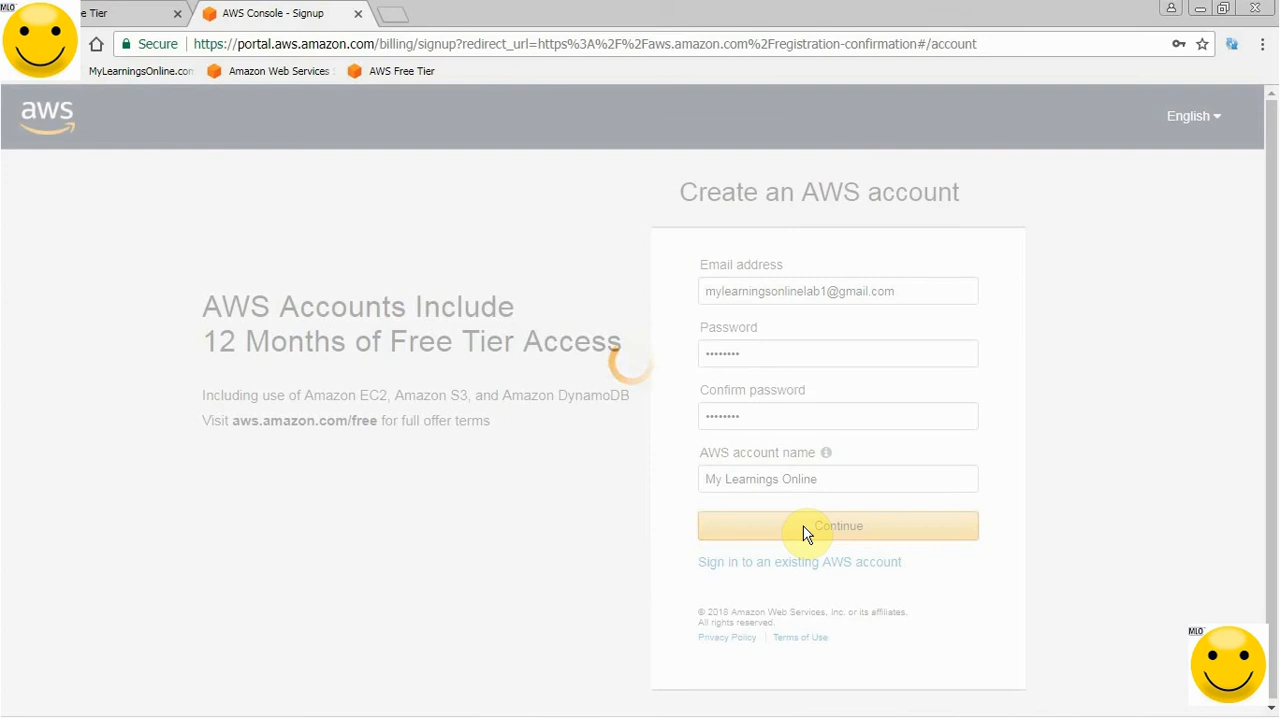 MLO
e Tier
AWS Console - Signup
Secure
https://portal.aws.amazon.com/billing/signup?redirect_url=https%3A%2F%2Faws.amazon.com%2Fregistration-confirmation#/account
MyLearningsOnline.con
Amazon Web Services
AWS Free Tier
aws
English
Create an AWS account
AWS Accounts Include
12 Months of Free Tier Access
Including use of Amazon EC2, Amazon S3, and Amazon DynamoDB
Visit aws.amazon.com/free for full offer terms
Email address
mylearningsonlinelab1@gmail.com
Password
••••••••
Confirm password
••••••••
AWS account name
My Learnings Online
Continue
Sign in to an existing AWS account
© 2018 Amazon Web Services, Inc. or its affiliates.
All rights reserved.
Privacy Policy | Terms of Use
MLO